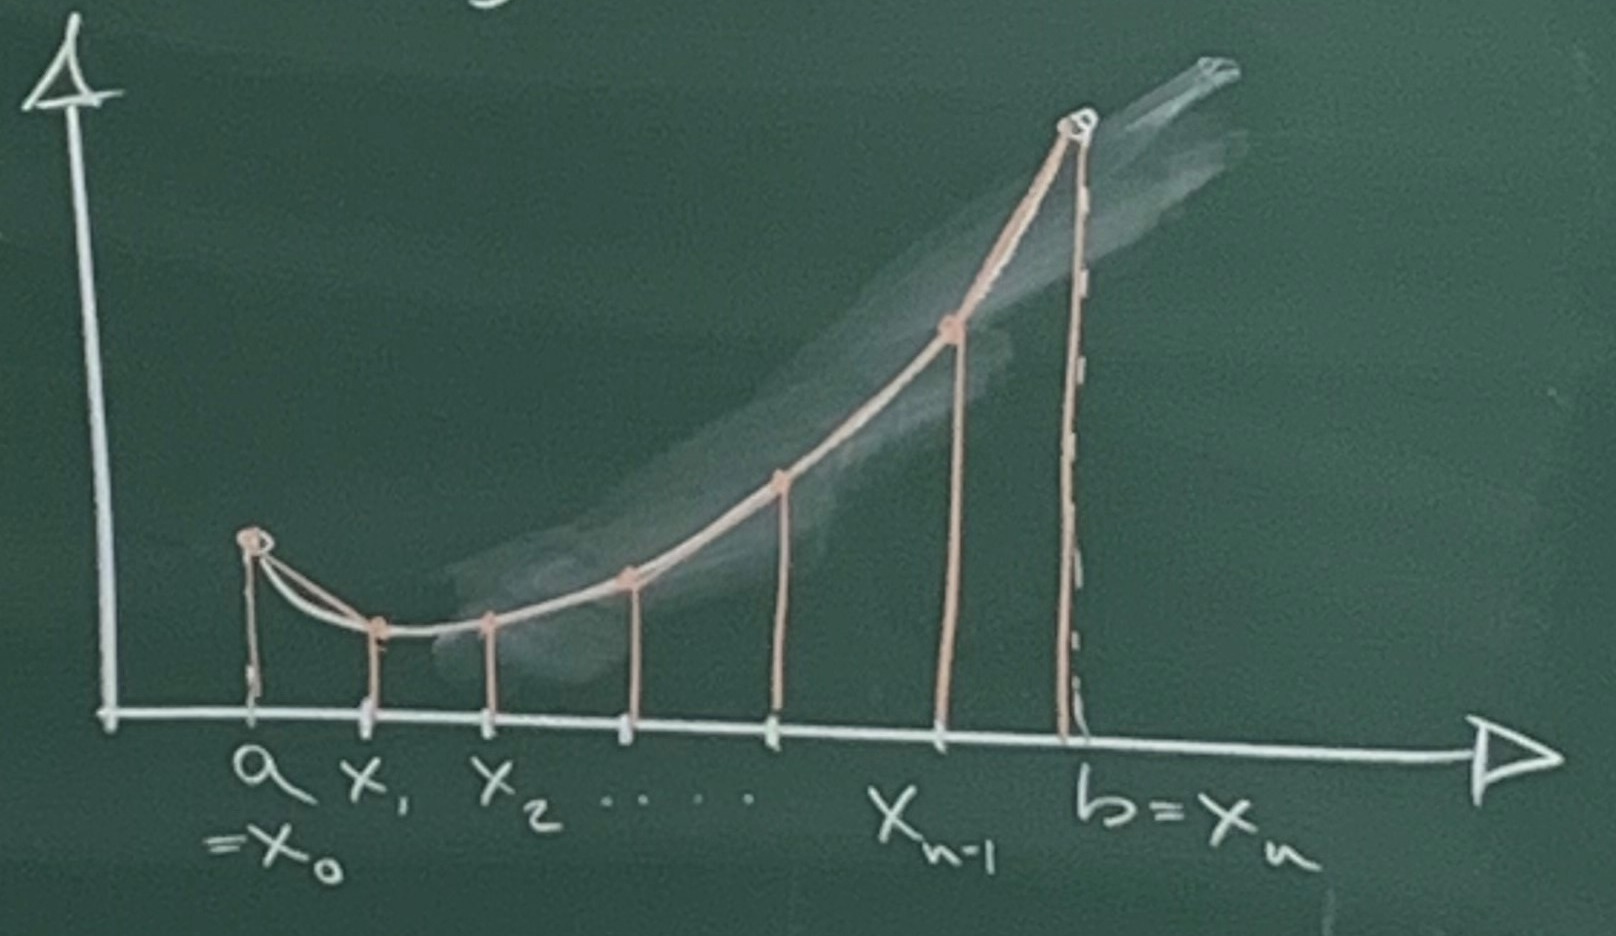 a x₁ x₂ ..... xₙ₋₁ b=xₙ
=x₀